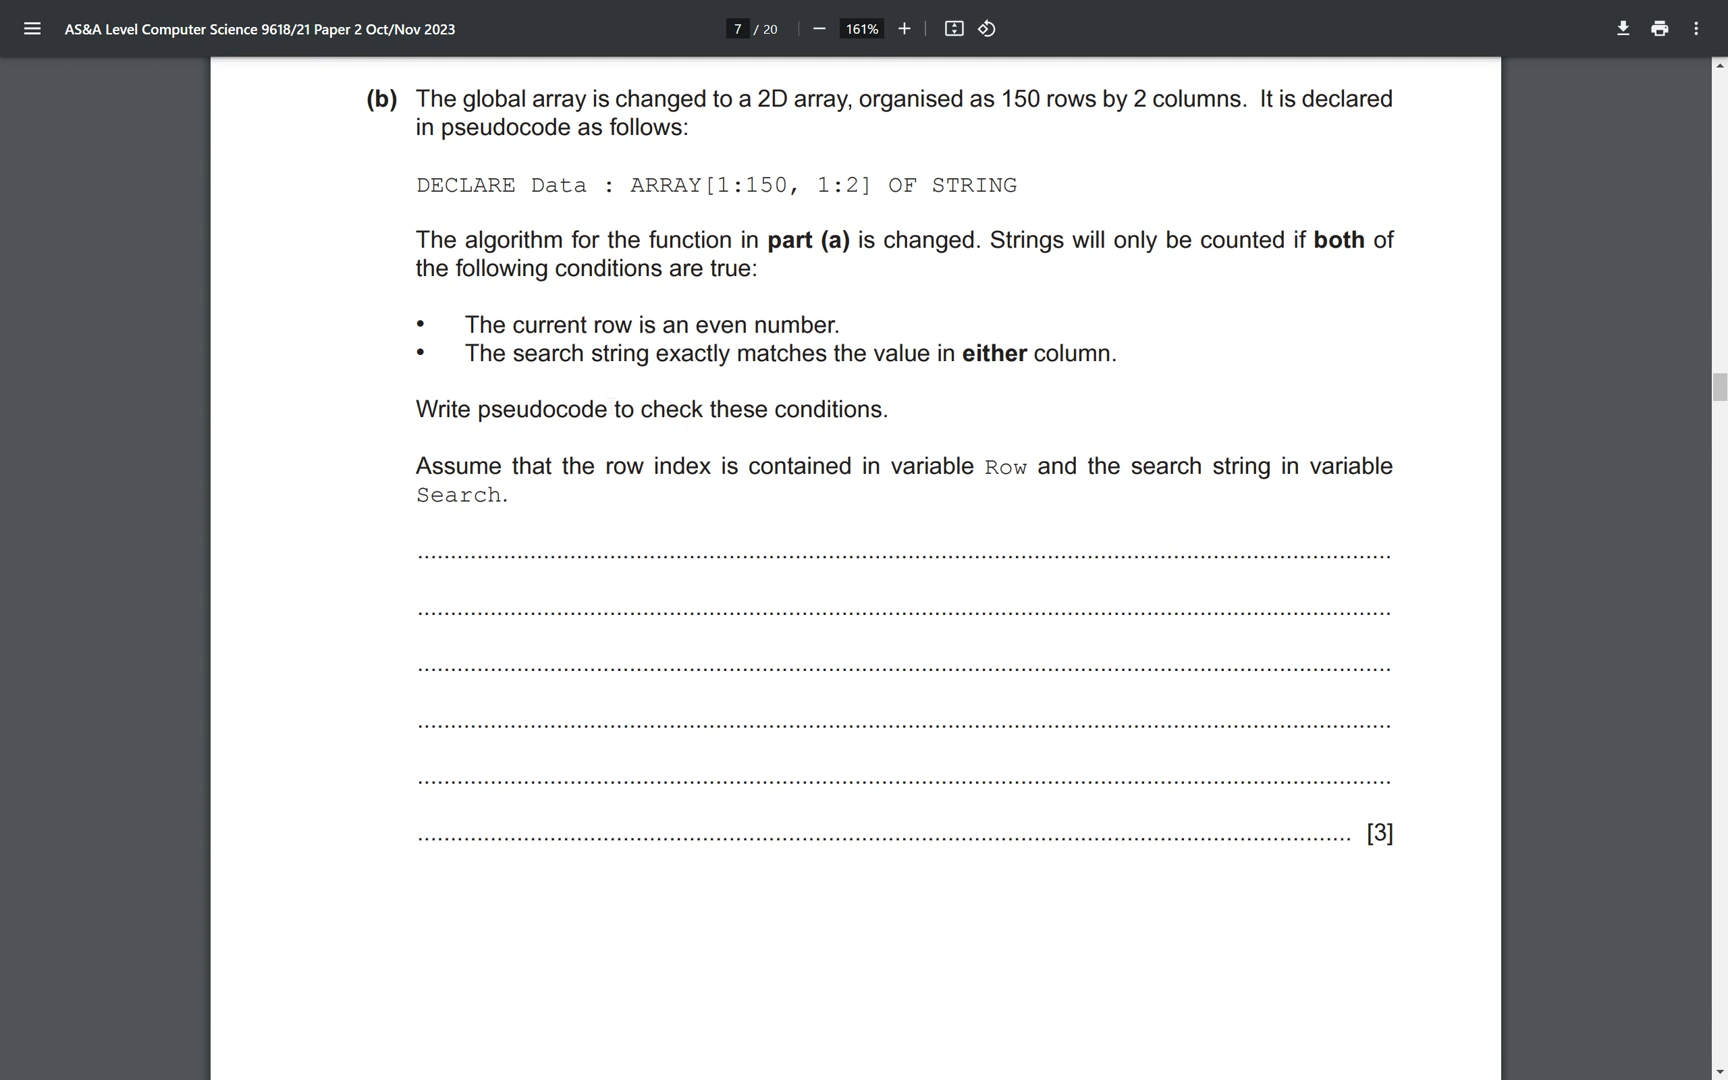 AS&A Level Computer Science 9618/21 Paper 2 Oct/Nov 2023
7 / 20
161%
(b) The global array is changed to a 2D array, organised as 150 rows by 2 columns. It is declared
in pseudocode as follows:
DECLARE Data : ARRAY[1:150, 1:2] OF STRING
The algorithm for the function in part (a) is changed. Strings will only be counted if both of
the following conditions are true:
• The current row is an even number.
• The search string exactly matches the value in either column.
Write pseudocode to check these conditions.
Assume that the row index is contained in variable Row and the search string in variable
Search.
[3]